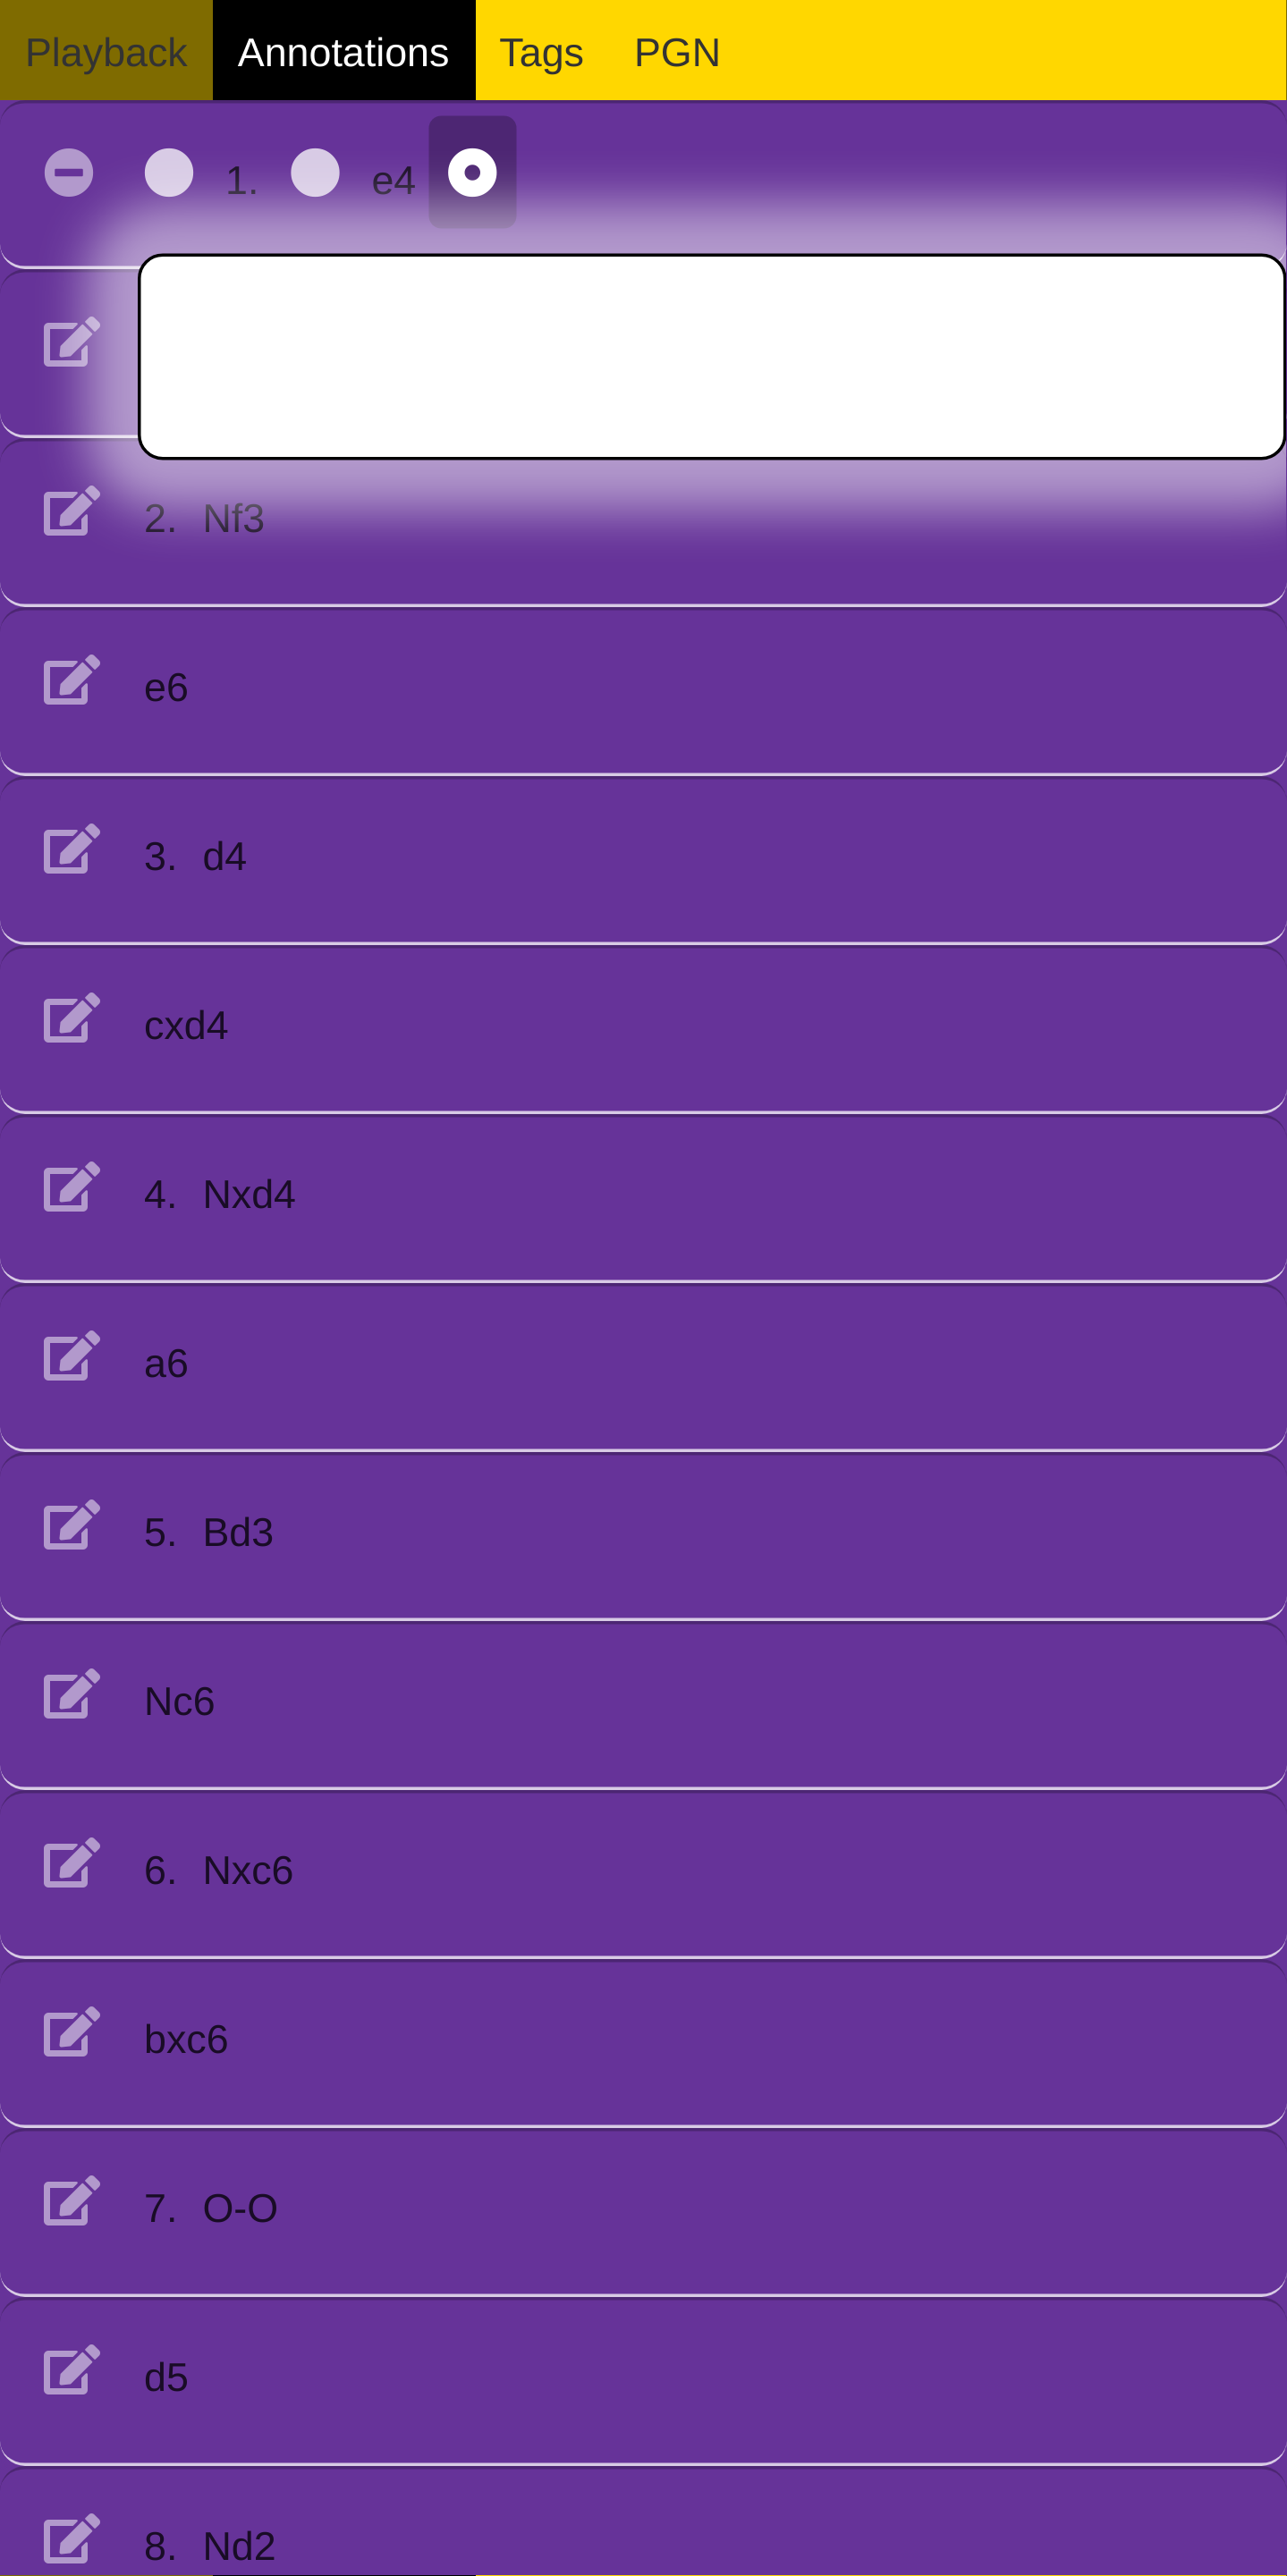 Playback Annotations Tags PGN
1. e4
2. Nf3
e6
3. d4
cxd4
4. Nxd4
a6
5. Bd3
Nc6
6. Nxc6
bxc6
7. O-O
d5
8. Nd2